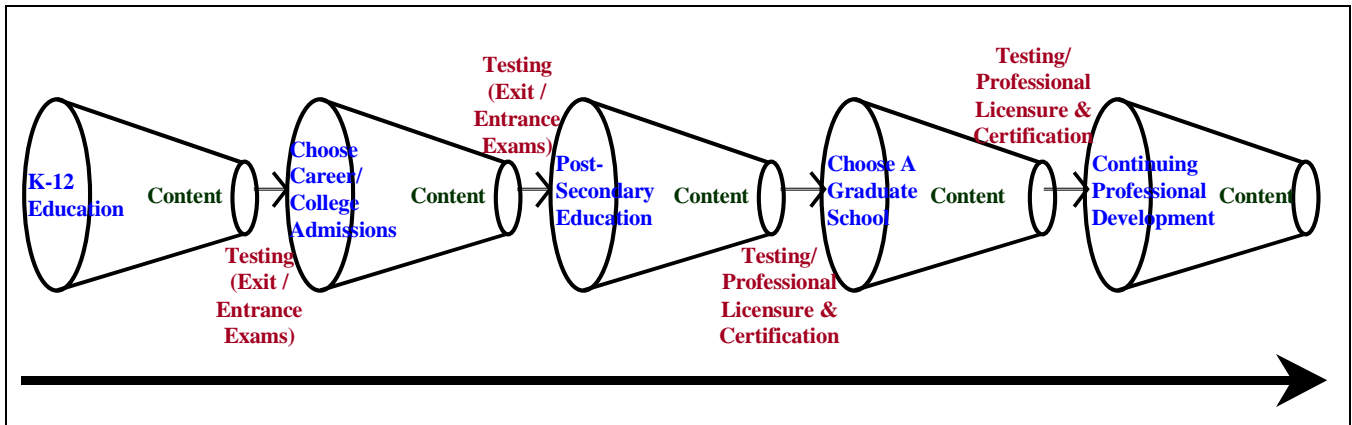 K-12
Education
Content
Testing
(Exit /
Entrance
Exams)
Choose
Career/
College
Admissions
Content
Testing
(Exit /
Entrance
Exams)
Post-
Secondary
Education
Content
Testing/
Professional
Licensure &
Certification
Choose A
Graduate
School
Content
Testing/
Professional
Licensure &
Certification
Continuing
Professional
Development
Content